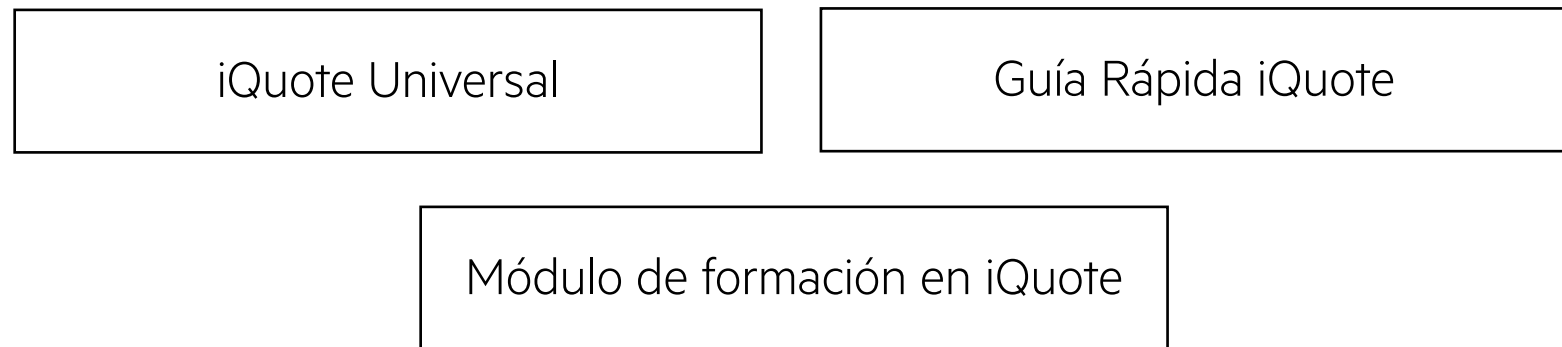 iQuote Universal
Guía Rápida iQuote
Módulo de formación en iQuote